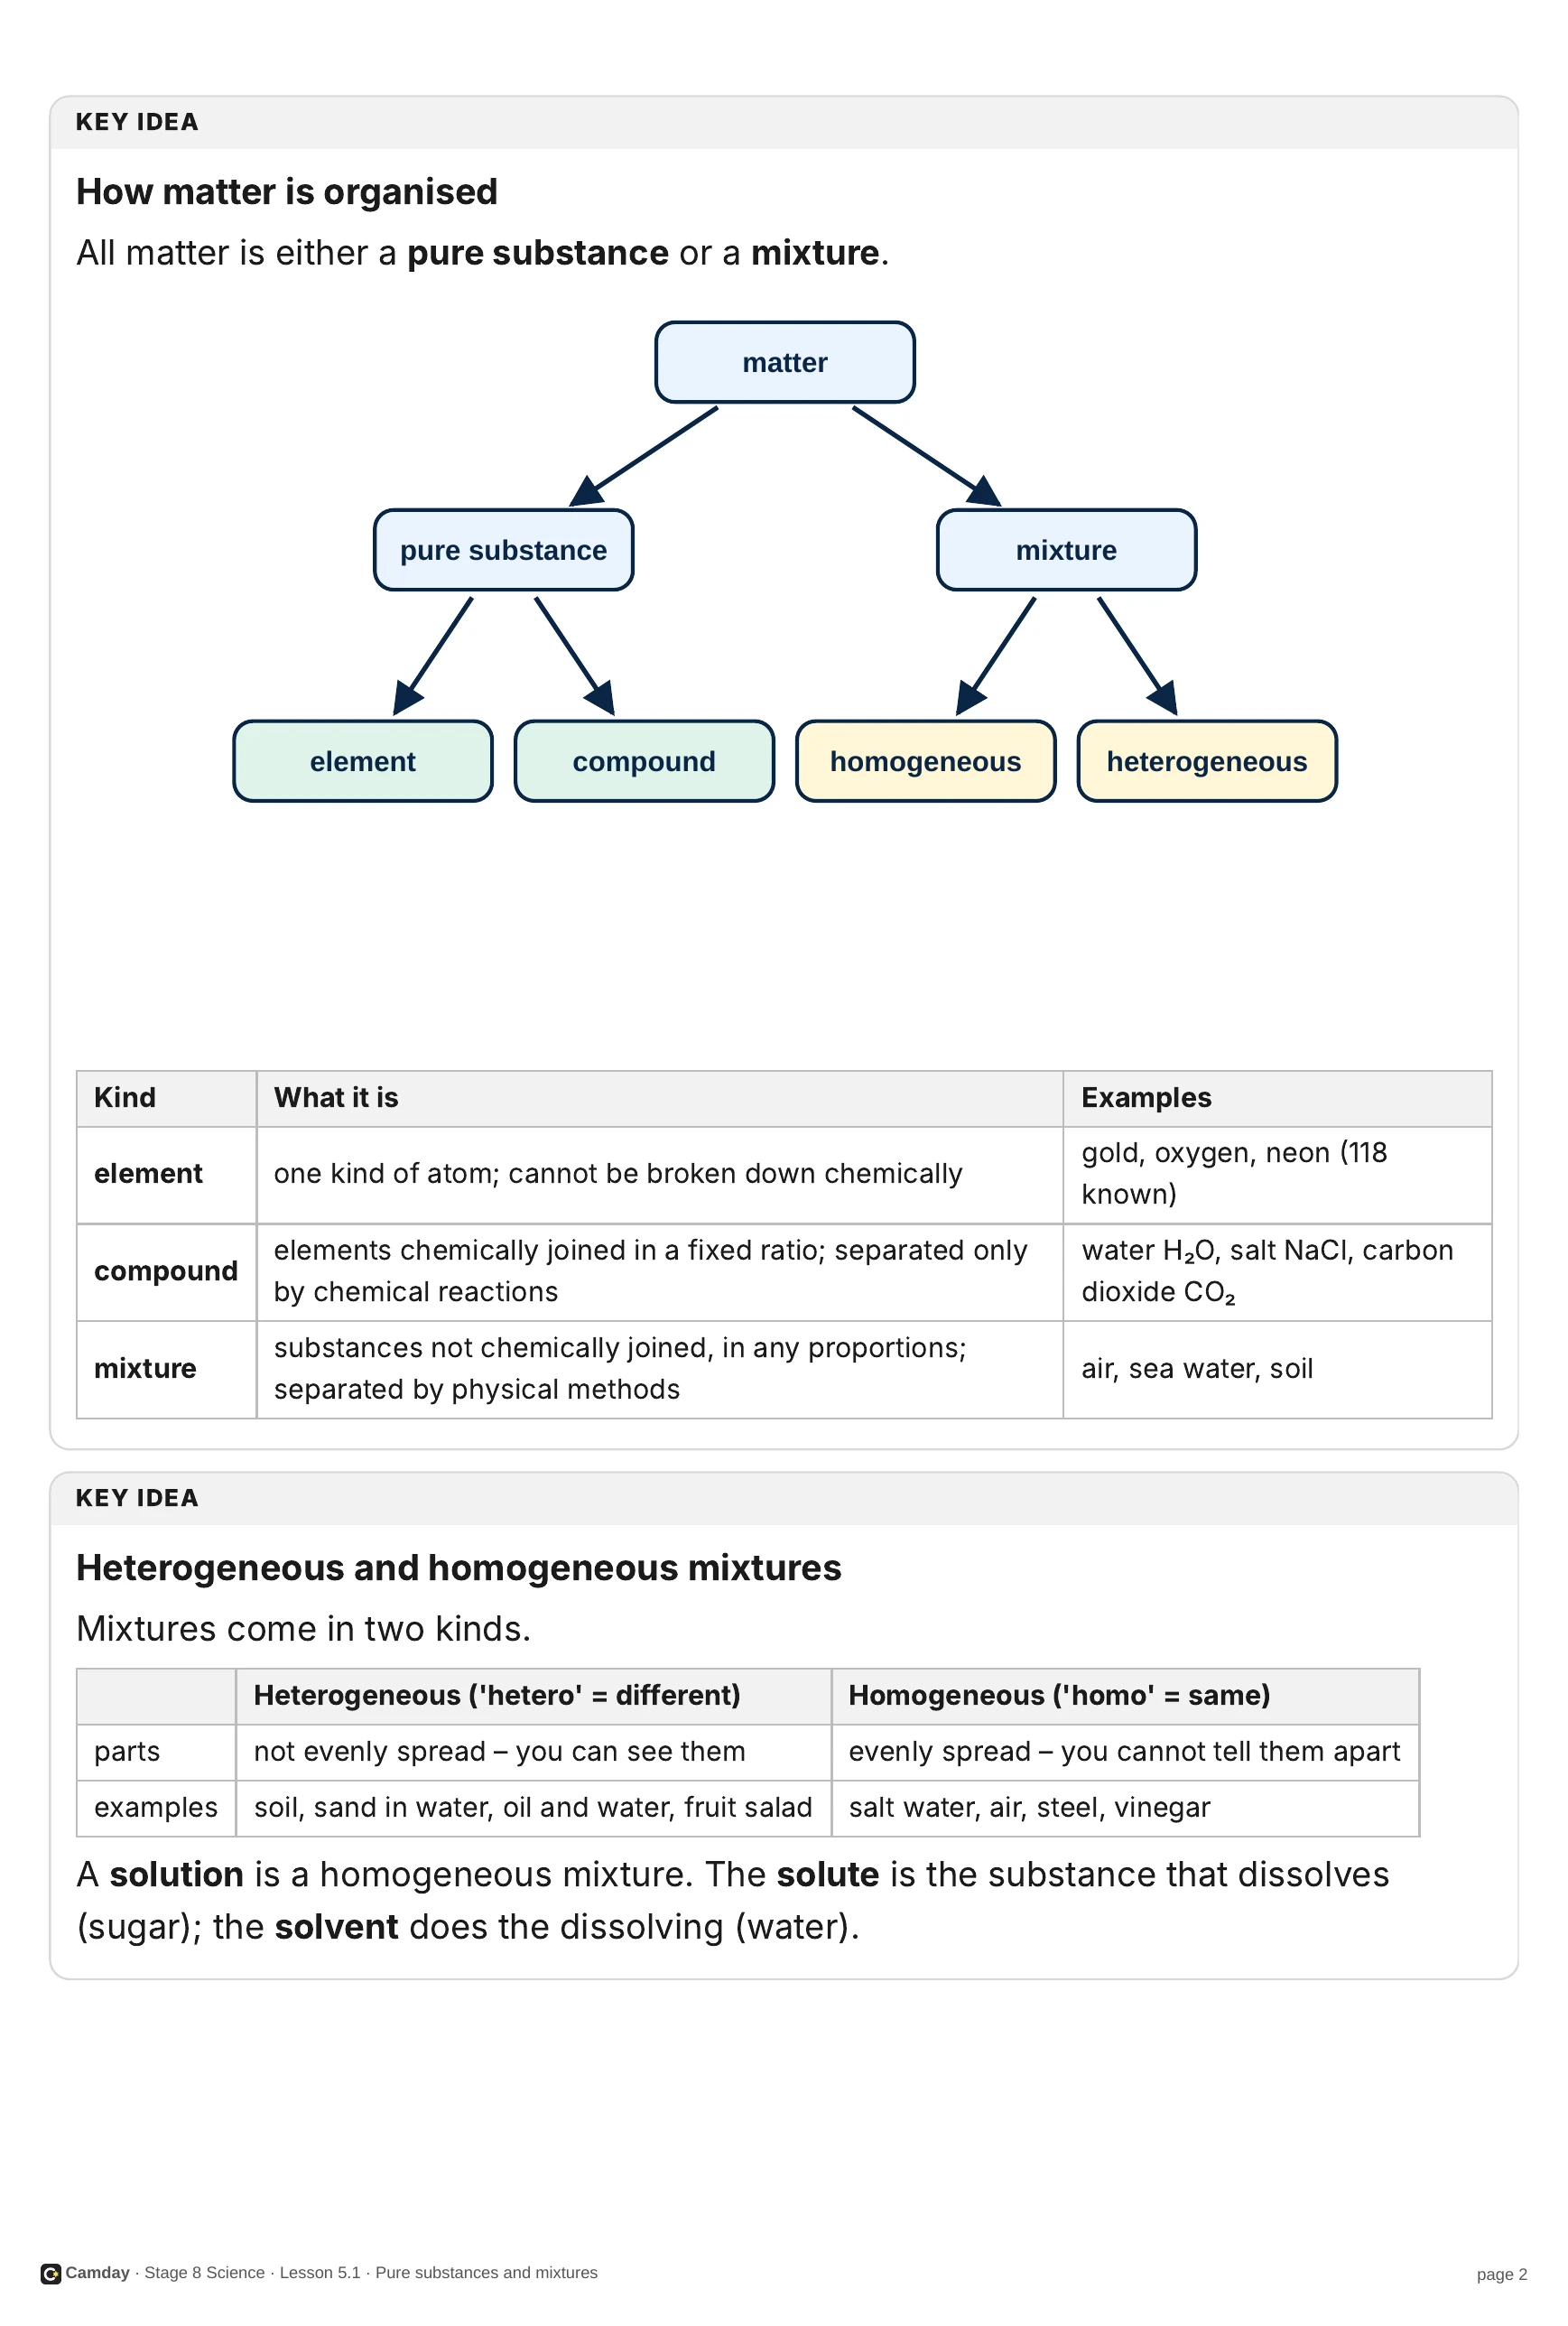 KEY IDEA
How matter is organised
All matter is either a pure substance or a mixture.
matter
pure substance
mixture
element
compound
homogeneous
heterogeneous
Kind
What it is
Examples
element
one kind of atom; cannot be broken down chemically
gold, oxygen, neon (118
known)
compound
elements chemically joined in a fixed ratio; separated only
by chemical reactions
water H₂O, salt NaCl, carbon
dioxide CO₂
mixture
substances not chemically joined, in any proportions;
separated by physical methods
air, sea water, soil
KEY IDEA
Heterogeneous and homogeneous mixtures
Mixtures come in two kinds.
Heterogeneous ('hetero' = different)
Homogeneous ('homo' = same)
parts
not evenly spread – you can see them
evenly spread – you cannot tell them apart
examples
soil, sand in water, oil and water, fruit salad
salt water, air, steel, vinegar
A solution is a homogeneous mixture. The solute is the substance that dissolves
(sugar); the solvent does the dissolving (water).
Camday · Stage 8 Science · Lesson 5.1 · Pure substances and mixtures
page 2